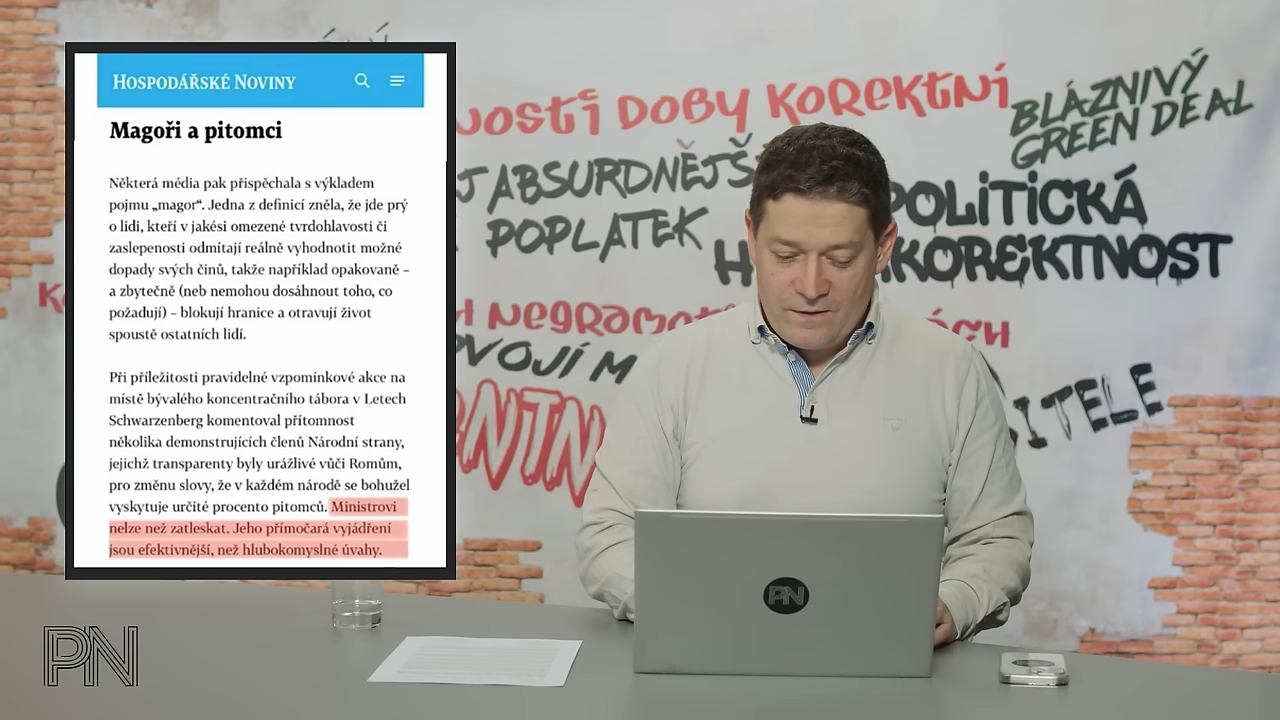 HOSPODÁŘSKÉ NOVINY
Magoři a pitomci
Některá média pak přispěchala s výkladem
pojmu „magor“. Jedna z definicí zněla, že jde prý
o lidi, kteří v jakési omezené tvrdohlavosti či
zaslepenosti odmítají reálně vyhodnotit možné
dopady svých činů, takže například opakovaně –
a zbytečně (neb nemohou dosáhnout toho, co
požadují) – blokují hranice a otravují život
spoustě ostatních lidí.
Při příležitosti pravidelné vzpomínkové akce na
místě bývalého koncentračního tábora v Letech
Schwarzenberg komentoval přítomnost
několika demonstrujících členů Národní strany,
jejichž transparenty byly urážlivé vůči Romům,
pro změnu slovy, že v každém národě se bohužel
vyskytuje určité procento pitomců. Ministrovi
nelze než zatleskat. Jeho přímočará vyjádření
jsou efektivnější, než hlubokomyslné úvahy.
DOBY KOREKTNÍ
BLÁZNIVÝ
GREEN DEAL
POPLATEK
POLITICKÁ
KOREKTNOST
PN
PN